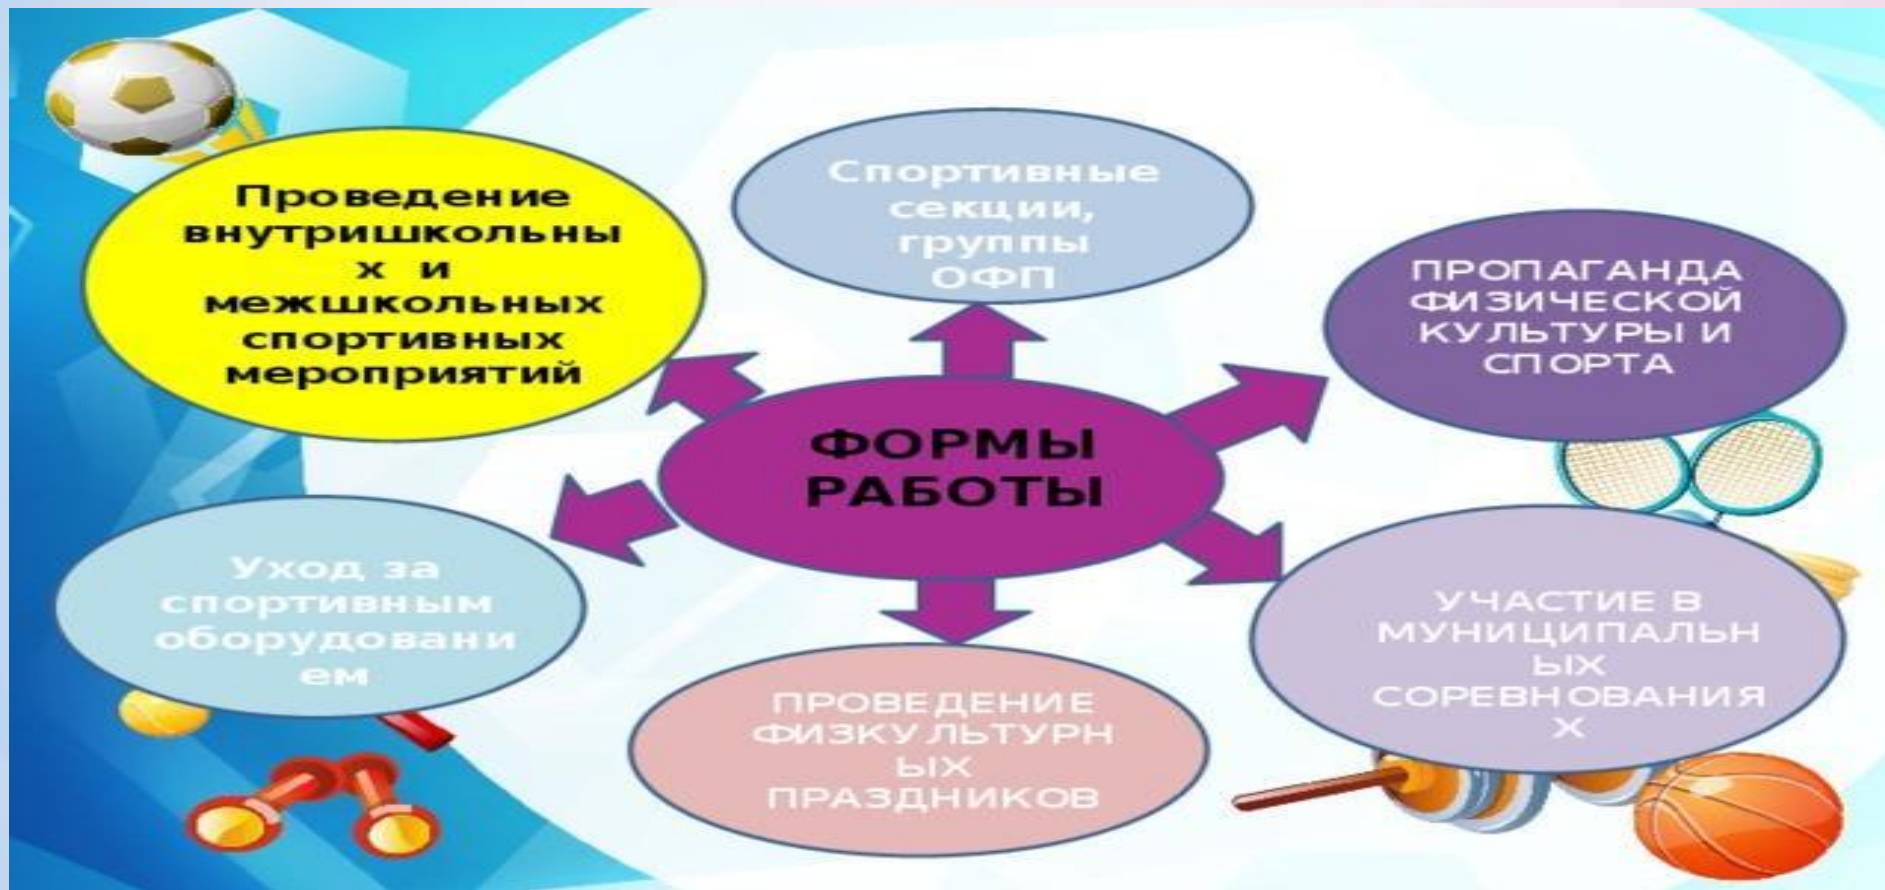 Проведение
внутришкольны
х и
межшкольных
спортивных
мероприятий
Спортивные
секции,
группы
ОФП
ПРОПАГАНДА
ФИЗИЧЕСКОЙ
КУЛЬТУРЫ И
СПОРТА
ФОРМЫ
РАБОТЫ
Уход за
спортивным
оборудовани
ем
ПРОВЕДЕНИЕ
ФИЗКУЛЬТУРН
ЫХ
ПРАЗДНИКОВ
УЧАСТИЕ В
МУНИЦИПАЛЬН
ЫХ
СОРЕВНОВАНИЯ
Х